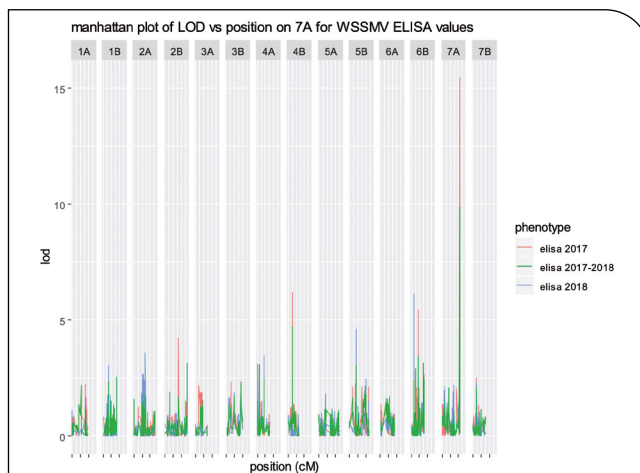 manhattan plot of LOD vs position on 7A for WSSMV ELISA values
1A 1B 2A 2B 3A 3B 4A 4B 5A 5B 6A 6B 7A 7B
15
10
5
0
lod
position (cM)
phenotype
elisa 2017
elisa 2017-2018
elisa 2018